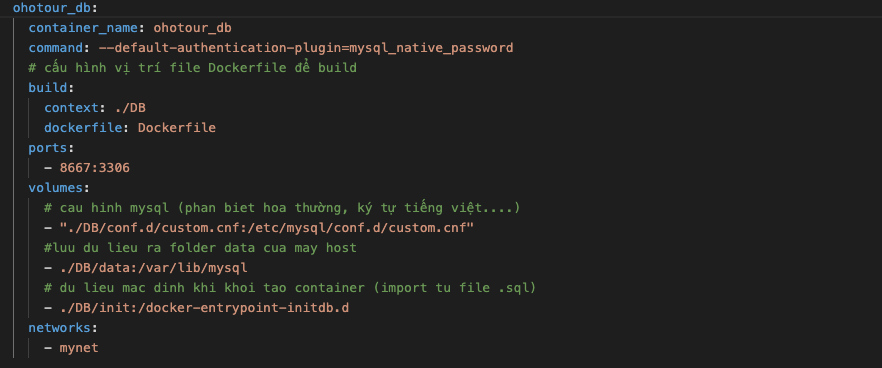 ohotour_db:
container_name: ohotour_db
command: --default-authentication-plugin=mysql_native_password
# cấu hình vị trí file Dockerfile để build
build:
context: ./DB
dockerfile: Dockerfile
ports:
- 8667:3306
volumes:
# cau hinh mysql (phan biet hoa thường, ký tự tiếng việt....)
- "./DB/conf.d/custom.cnf:/etc/mysql/conf.d/custom.cnf"
#luu du lieu ra folder data cua may host
- ./DB/data:/var/lib/mysql
# du lieu mac dinh khi khoi tao container (import tu file .sql)
- ./DB/init:/docker-entrypoint-initdb.d
networks:
- mynet